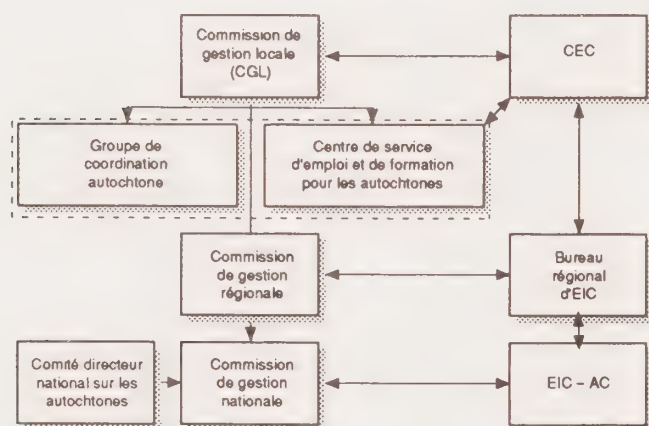 Commission de
gestion locale
(CGL)
CEC
Groupe de
coordination
autochtone
Centre de service
d'emploi et de formation
pour les autochtones
Commission
de gestion
régionale
Bureau
régional
d'EIC
Comité directeur
national sur les
autochtones
Commission
de gestion
nationale
EIC – AC